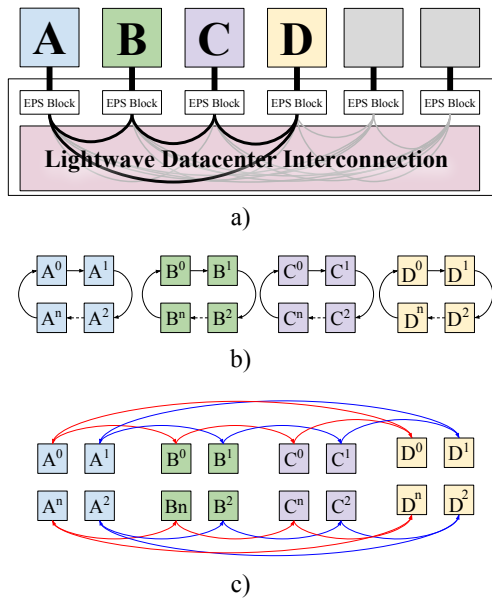 A B C D
EPS Block EPS Block EPS Block EPS Block EPS Block EPS Block
Lightwave Datacenter Interconnection
a)
A⁰ A¹ B⁰ B¹ C⁰ C¹ D⁰ D¹
Aⁿ A² Bⁿ B² Cⁿ C² Dⁿ D²
b)
A⁰ A¹ B⁰ B¹ C⁰ C¹ D⁰ D¹
Aⁿ A² Bn B² Cⁿ C² Dⁿ D²
c)